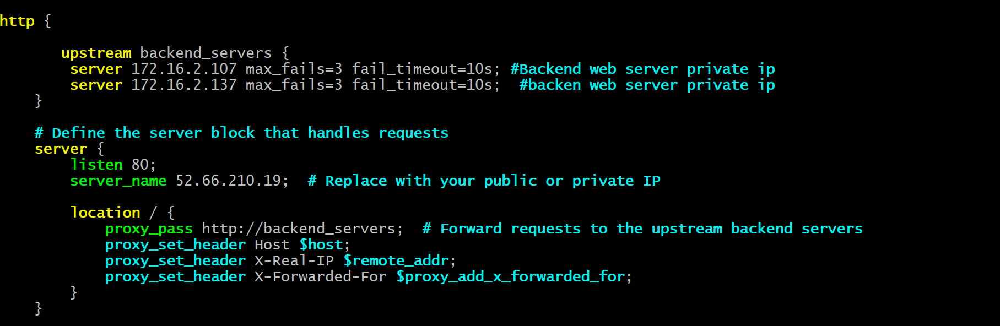 http {
upstream backend_servers {
server 172.16.2.107 max_fails=3 fail_timeout=10s; #Backend web server private ip
server 172.16.2.137 max_fails=3 fail_timeout=10s;  #backen web server private ip
}
# Define the server block that handles requests
server {
listen 80;
server_name 52.66.210.19;  # Replace with your public or private IP
location / {
proxy_pass http://backend_servers;  # Forward requests to the upstream backend servers
proxy_set_header Host $host;
proxy_set_header X-Real-IP $remote_addr;
proxy_set_header X-Forwarded-For $proxy_add_x_forwarded_for;
}
}